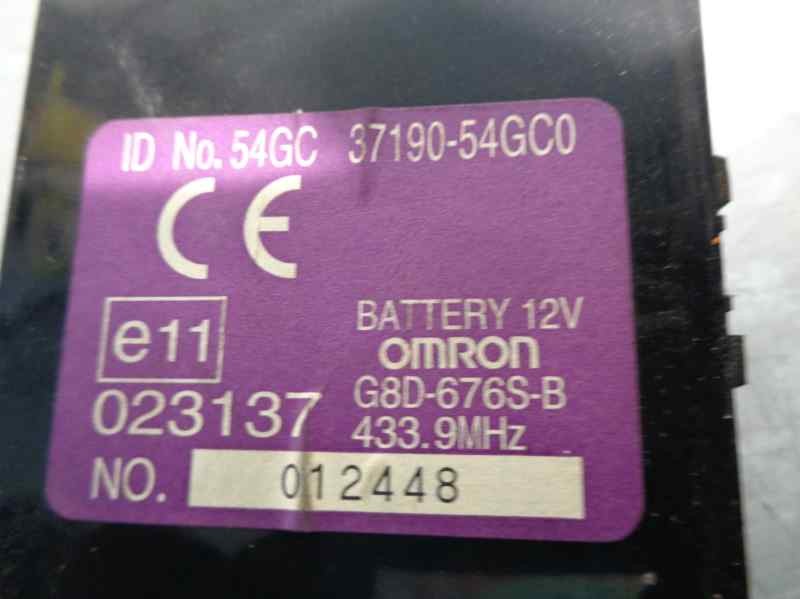 ID No. 54GC 37190-54GC0
CE
e11
BATTERY 12V
OMRON
023137
G8D-676S-B
433.9MHz
NO. 012448